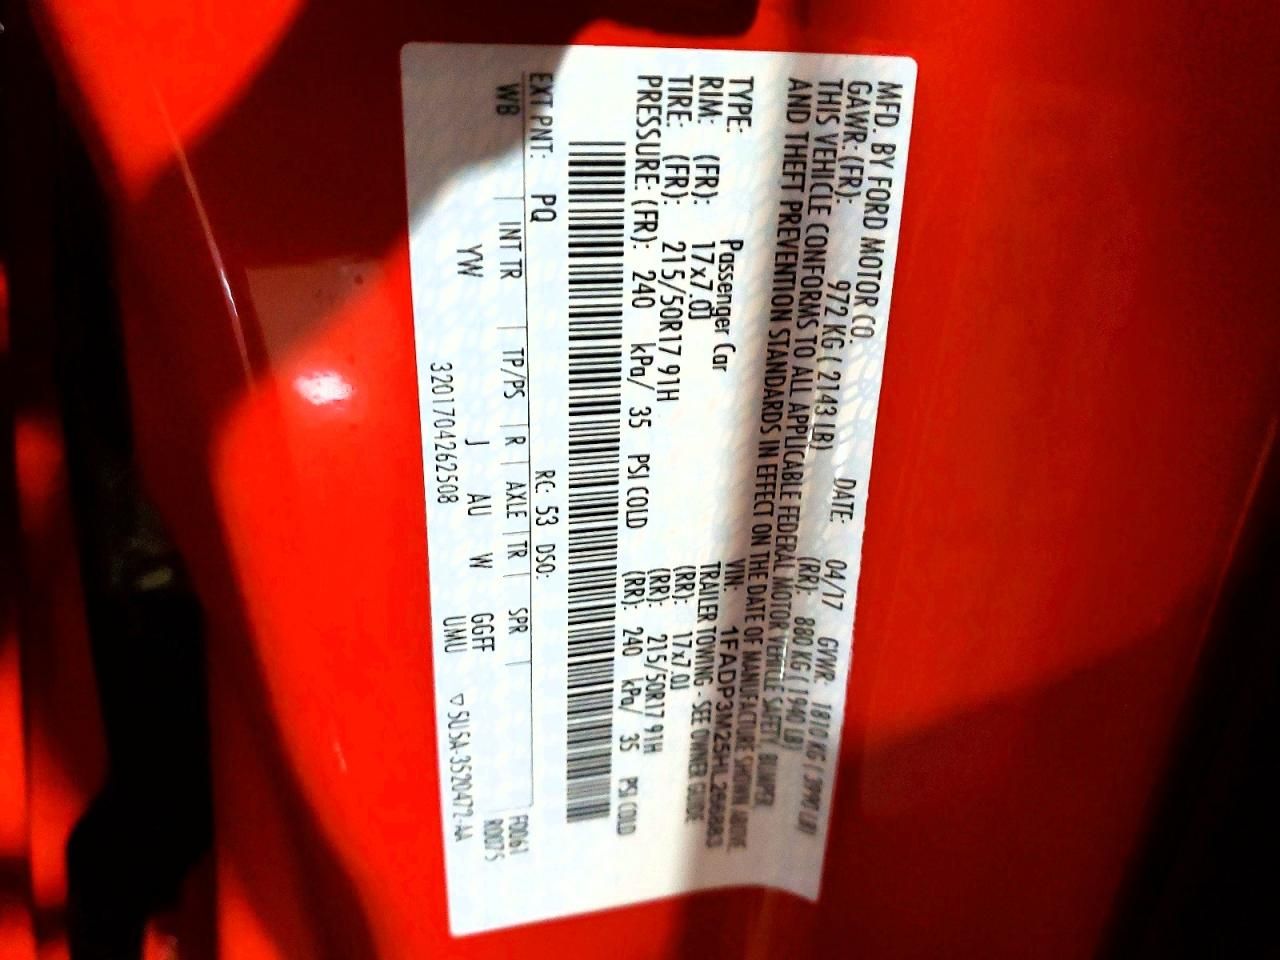 MFD. BY FORD MOTOR CO.
DATE: 04/17 GVWR: 1810 KG ( 3990 LB)
GAWR: (FR): 972 KG ( 2143 LB) (RR): 880 KG ( 1940 LB)
THIS VEHICLE CONFORMS TO ALL APPLICABLE FEDERAL MOTOR VEHICLE SAFETY, BUMPER
AND THEFT PREVENTION STANDARDS IN EFFECT ON THE DATE OF MANUFACTURE SHOWN ABOVE.
VIN: 1FADP3M25HL268883
TYPE: Passenger Car TRAILER TOWING - SEE OWNER GUIDE
RIM: (FR): 17x7.0J (RR): 17x7.0J
TIRE: (FR): 215/50R17 91H (RR): 215/50R17 91H
PRESSURE: (FR): 240 kPa/ 35 PSI COLD (RR): 240 kPa/ 35 PSI COLD
EXT PNT: PQ RC: 53 DSO: F0061
WB INT TR TP/PS R AXLE TR SPR R0075
YW J AU W GGFF
UMU
3201704262508 ▽ 5U5A-3520472-AA